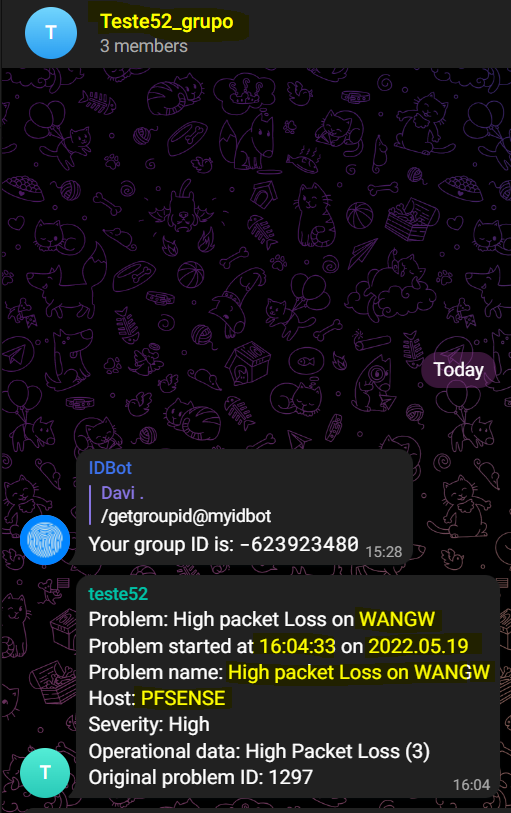 T
Teste52_grupo
3 members
Today
IDBot
Davi .
/getgroupid@myidbot
Your group ID is: -623923480
15:28
teste52
Problem: High packet Loss on WANGW
Problem started at 16:04:33 on 2022.05.19
Problem name: High packet Loss on WANGW
Host: PFSENSE
Severity: High
Operational data: High Packet Loss (3)
Original problem ID: 1297
T
16:04